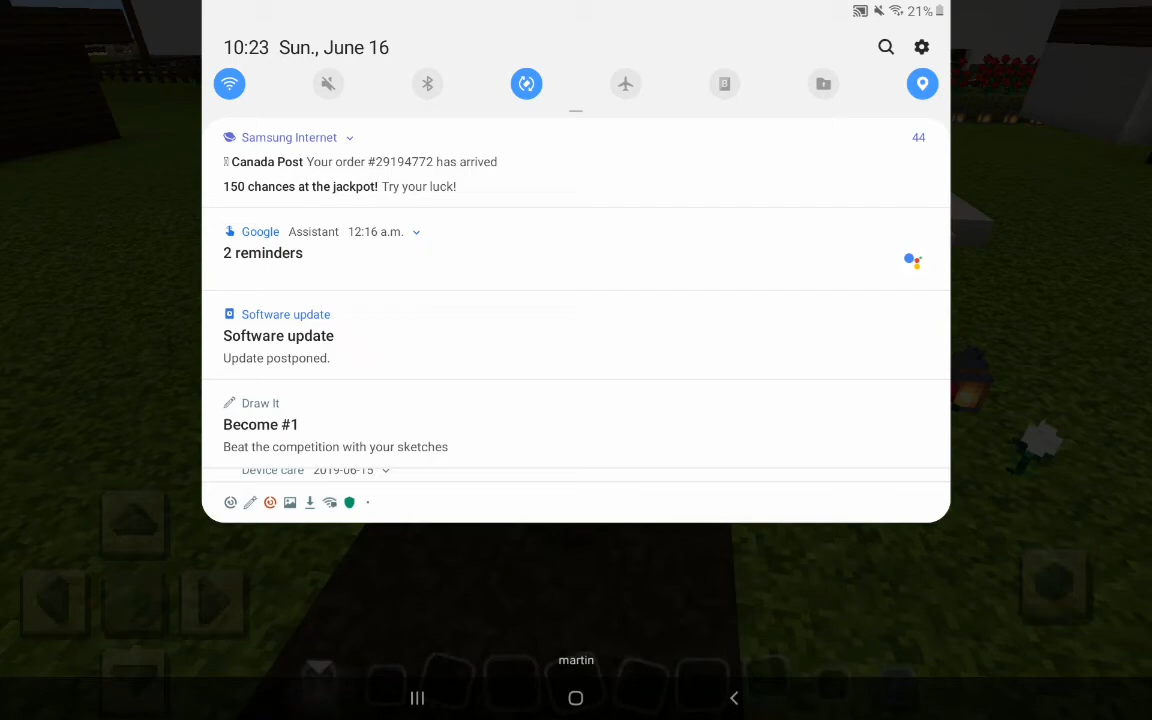 21%
10:23 Sun., June 16
Samsung Internet
44
Canada Post Your order #29194772 has arrived
150 chances at the jackpot! Try your luck!
Google Assistant 12:16 a.m.
2 reminders
Software update
Software update
Update postponed.
Draw It
Become #1
Beat the competition with your sketches
Device care 2019-06-15
martin